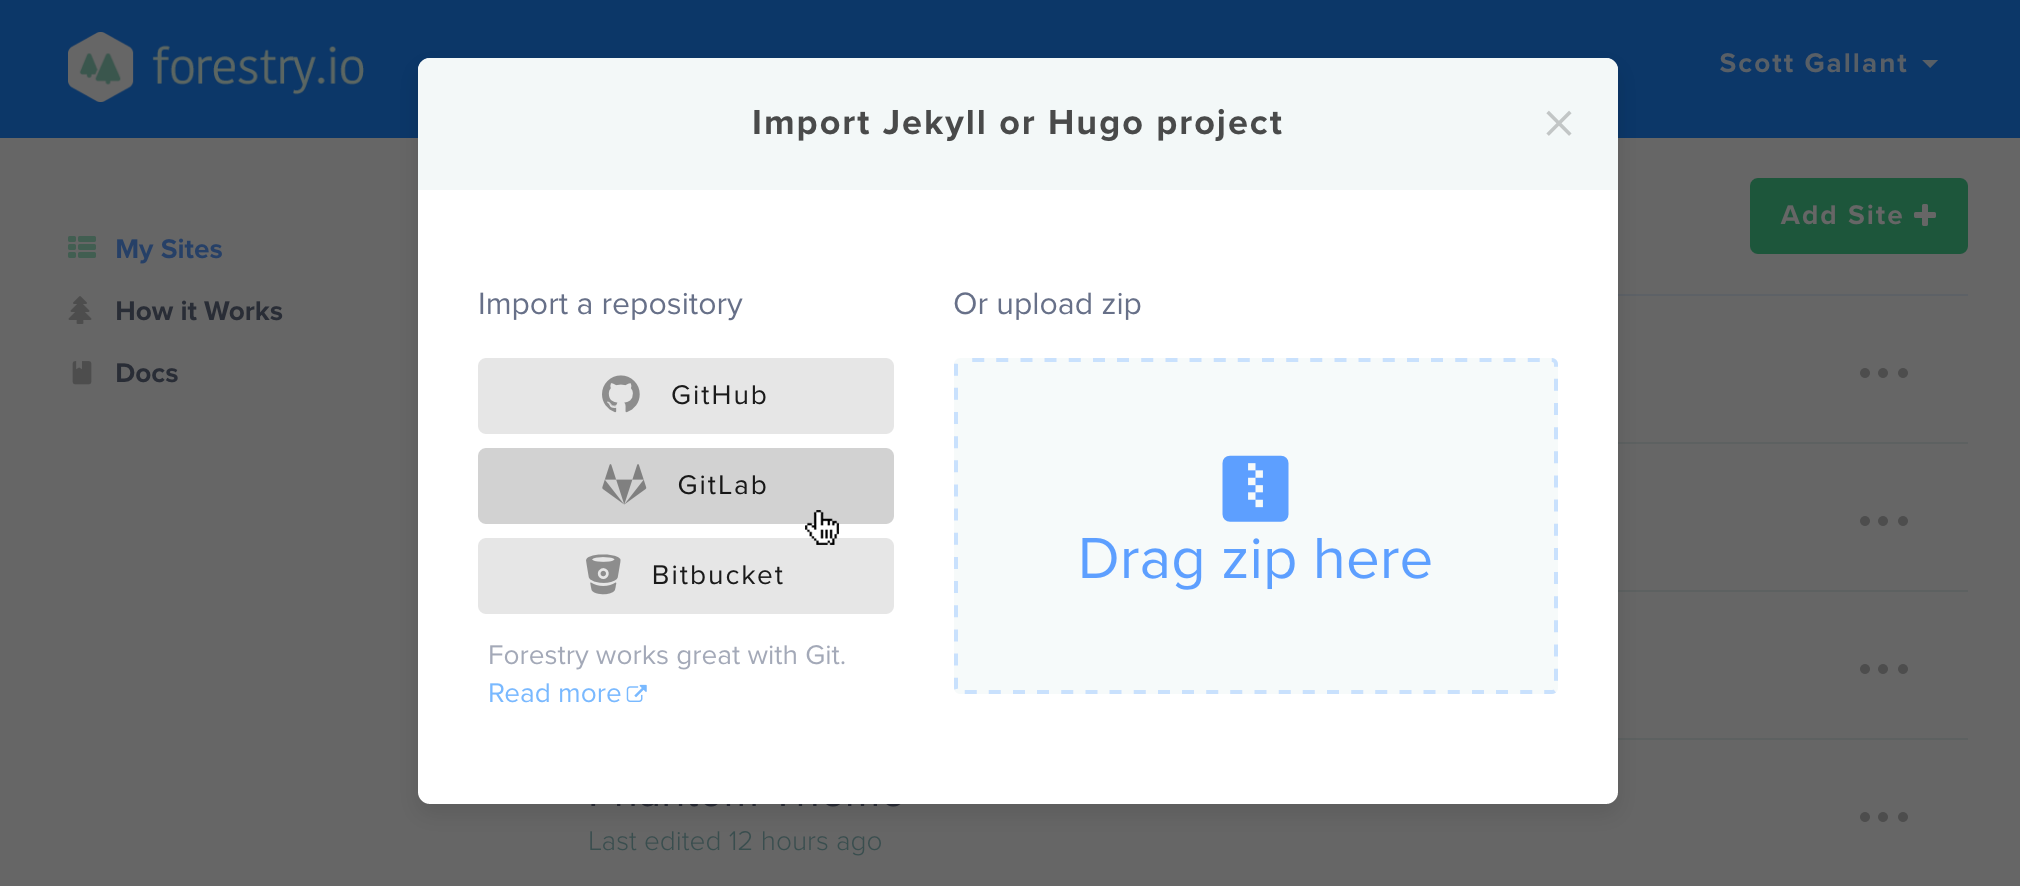 forestry.io
Scott Gallant
Import Jekyll or Hugo project
Add Site
My Sites
How it Works
Docs
Import a repository
Or upload zip
GitHub
GitLab
Bitbucket
Drag zip here
Forestry works great with Git.
Read more
Phantom Theme
Last edited 12 hours ago